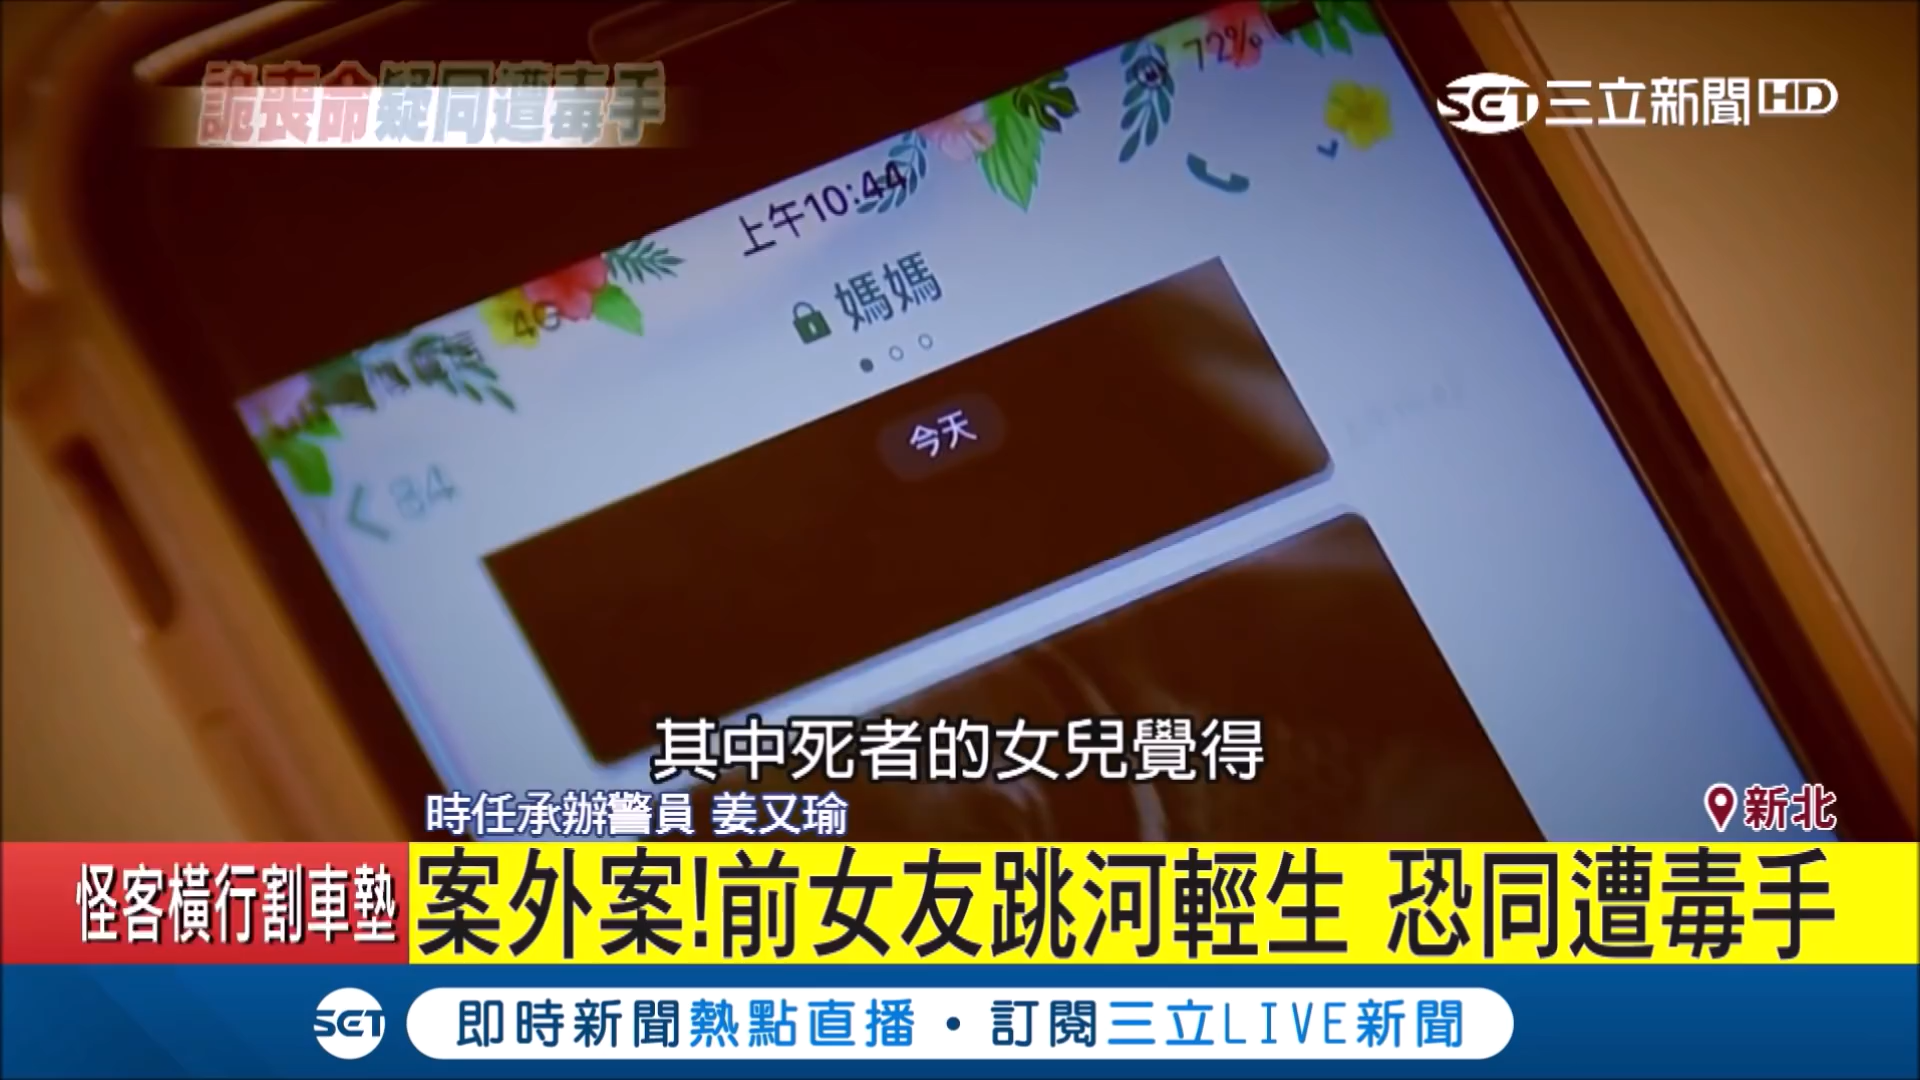 詭喪命疑同遭毒手
SET三立新聞HD
72%
上午10:44
4G
媽媽
84
今天
其中死者的女兒覺得
時任承辦警員 姜又瑜
新北
怪客橫行割車墊
案外案!前女友跳河輕生 恐同遭毒手
SET 即時新聞熱點直播・訂閱三立LIVE新聞